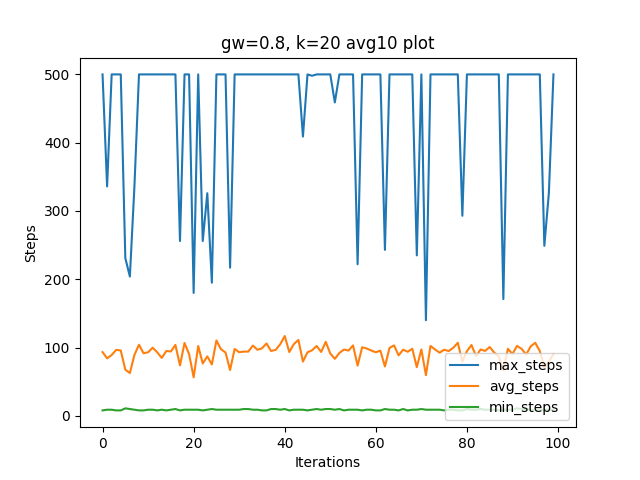 gw=0.8, k=20 avg10 plot
500
400
300
200
100
0
Steps
0 20 40 60 80 100
Iterations
max_steps
avg_steps
min_steps